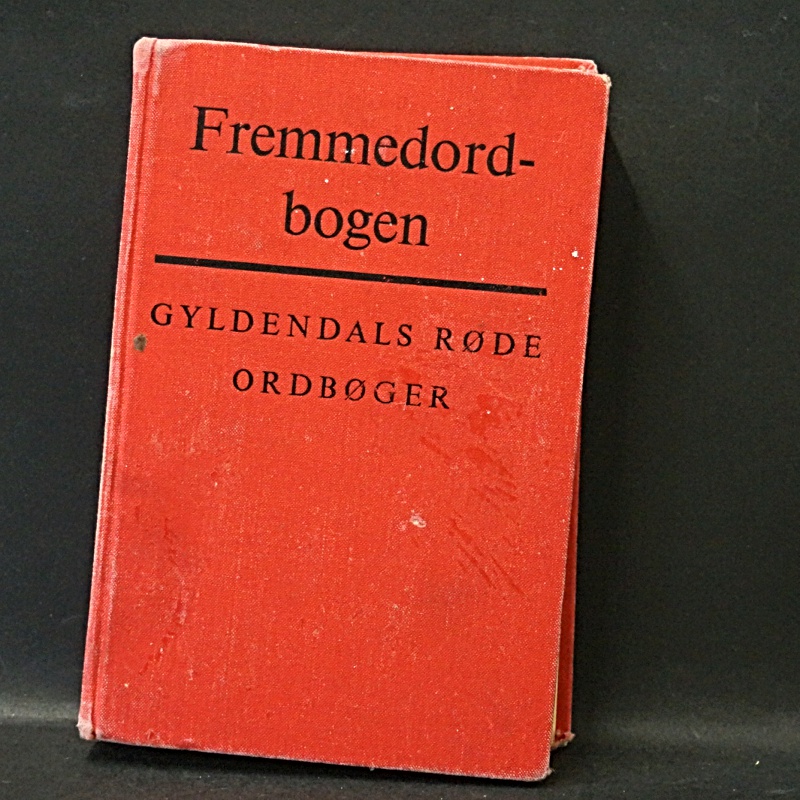 Fremmedord-
bogen
GYLDENDALS RØDE
ORDBØGER